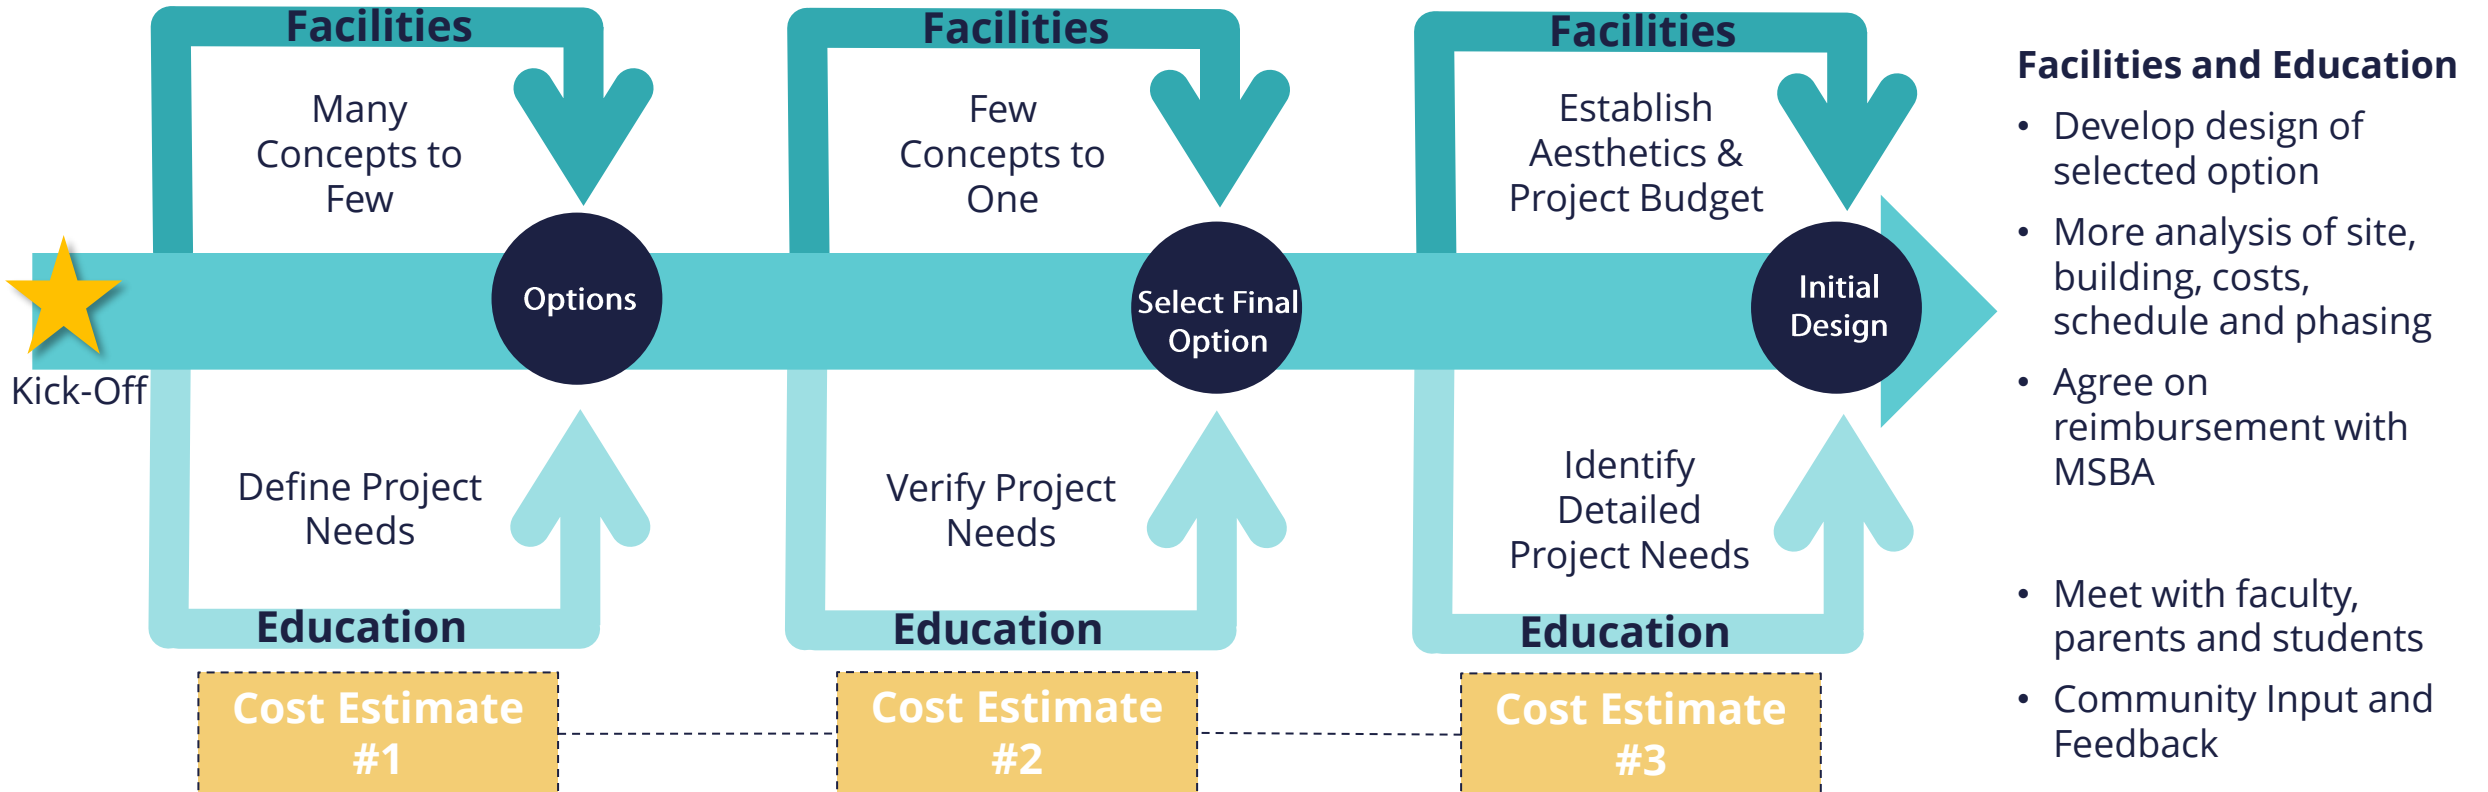 Facilities
Many
Concepts to
Few
Options
Kick-Off
Define Project
Needs
Education
Cost Estimate
#1
Facilities
Few
Concepts to
One
Select Final
Option
Verify Project
Needs
Education
Cost Estimate
#2
Facilities
Establish
Aesthetics &
Project Budget
Initial
Design
Identify
Detailed
Project Needs
Education
Cost Estimate
#3
Facilities and Education
• Develop design of
selected option
• More analysis of site,
building, costs,
schedule and phasing
• Agree on
reimbursement with
MSBA
• Meet with faculty,
parents and students
• Community Input and
Feedback